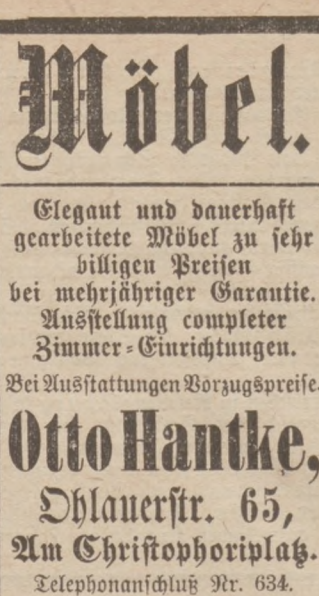 Möbel.
Elegant und dauerhaft
gearbeitete Möbel zu sehr
billigen Preisen
bei mehrjähriger Garantie.
Ausstellung completer
Zimmer-Einrichtungen.
Bei Ausstattungen Vorzugspreise.
Otto Hantke,
Ohlauerstr. 65,
Am Christophoriplatz.
Telephonanschluß Nr. 634.